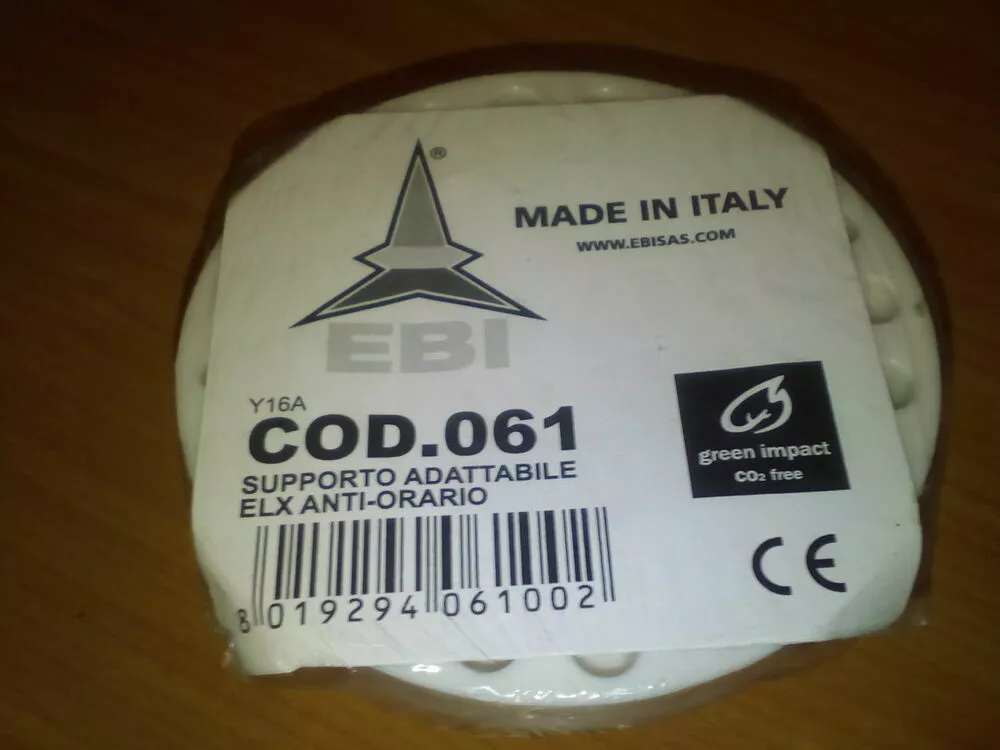 ®
MADE IN ITALY
WWW.EBISAS.COM
EBI
Y16A
COD.061
SUPPORTO ADATTABILE
ELX ANTI-ORARIO
green impact
CO₂ free
CE
8 019294 061002